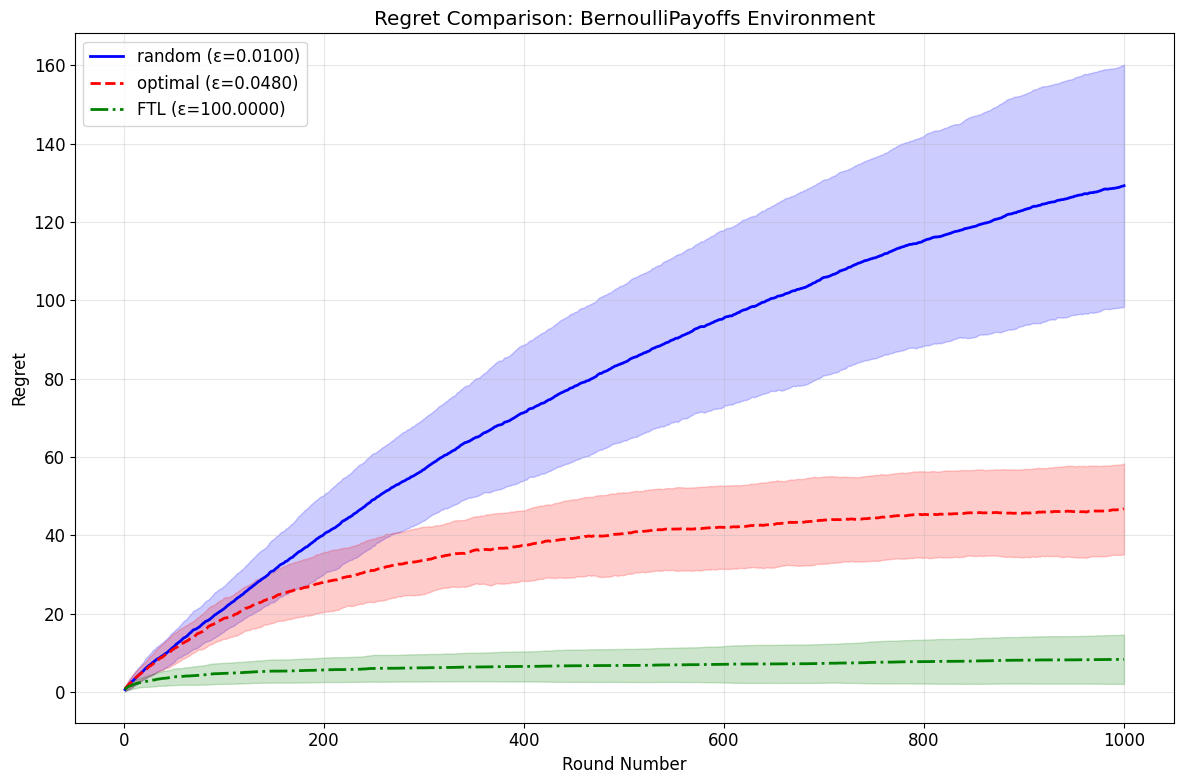 Regret Comparison: BernoulliPayoffs Environment
random (ε=0.0100)
optimal (ε=0.0480)
FTL (ε=100.0000)
Regret
160
140
120
100
80
60
40
20
0
0 200 400 600 800 1000
Round Number